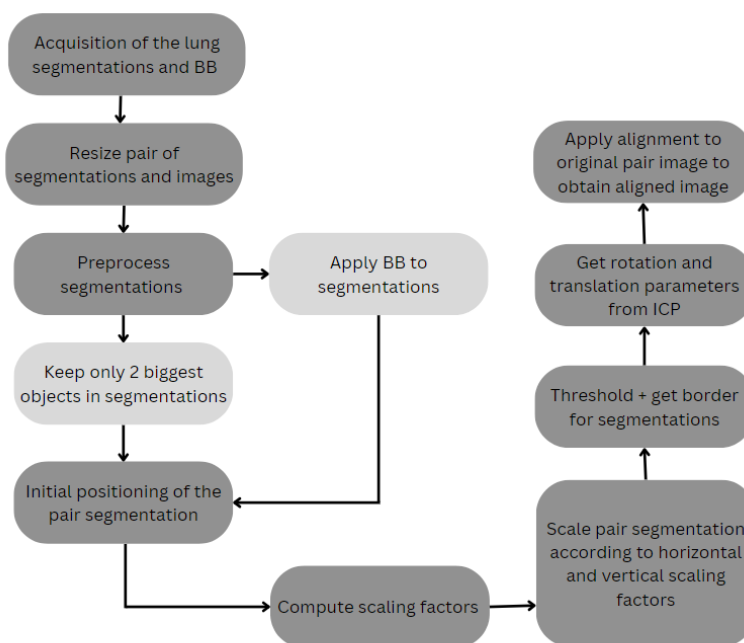 Acquisition of the lung
segmentations and BB
Resize pair of
segmentations and images
Preprocess
segmentations
Apply BB to
segmentations
Keep only 2 biggest
objects in segmentations
Initial positioning of the
pair segmentation
Compute scaling factors
Scale pair segmentation
according to horizontal
and vertical scaling
factors
Threshold + get border
for segmentations
Get rotation and
translation parameters
from ICP
Apply alignment to
original pair image to
obtain aligned image